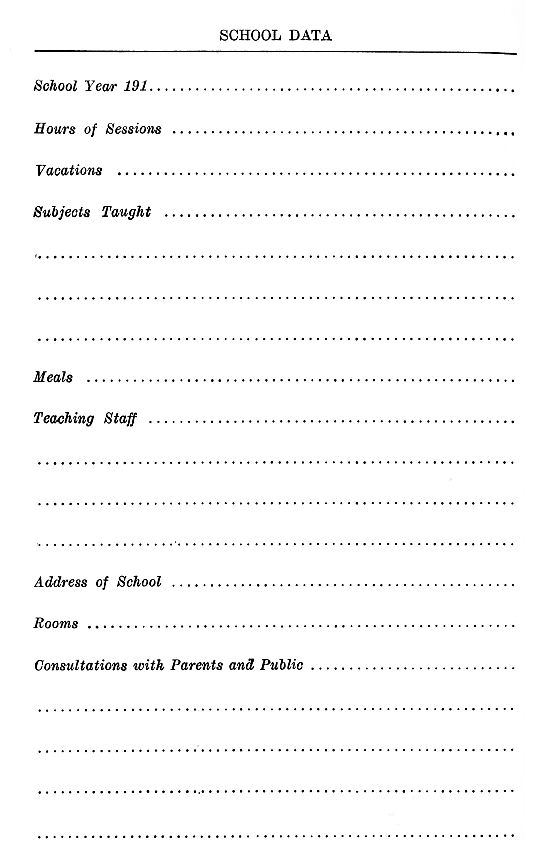 SCHOOL DATA
School Year 191..............................................
Hours of Sessions .............................................
Vacations ....................................................
Subjects Taught ..............................................
..............................................................
..............................................................
..............................................................
Meals ........................................................
Teaching Staff ................................................
..............................................................
..............................................................
..............................................................
Address of School .............................................
Rooms ........................................................
Consultations with Parents and Public ...........................
..............................................................
..............................................................
..............................................................
..............................................................